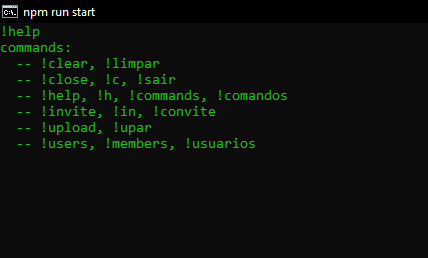 npm run start
!help
commands:
-- !clear, !limpar
-- !close, !c, !sair
-- !help, !h, !commands, !comandos
-- !invite, !in, !convite
-- !upload, !upar
-- !users, !members, !usuarios